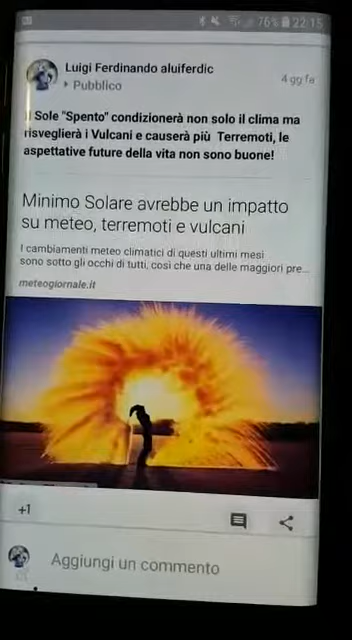 76% 22:15
Luigi Ferdinando aluiferdic
Pubblico
4 gg fa
Il Sole "Spento" condizionerà non solo il clima ma
risveglierà i Vulcani e causerà più Terremoti, le
aspettative future della vita non sono buone!
Minimo Solare avrebbe un impatto
su meteo, terremoti e vulcani
I cambiamenti meteo climatici di questi ultimi mesi
sono sotto gli occhi di tutti, così che una delle maggiori pre...
meteogiornale.it
+1
Aggiungi un commento